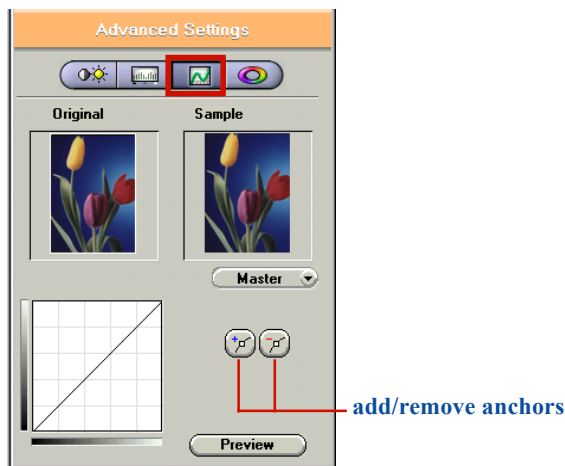 Advanced Settings
Original Sample
Master
add/remove anchors
Preview